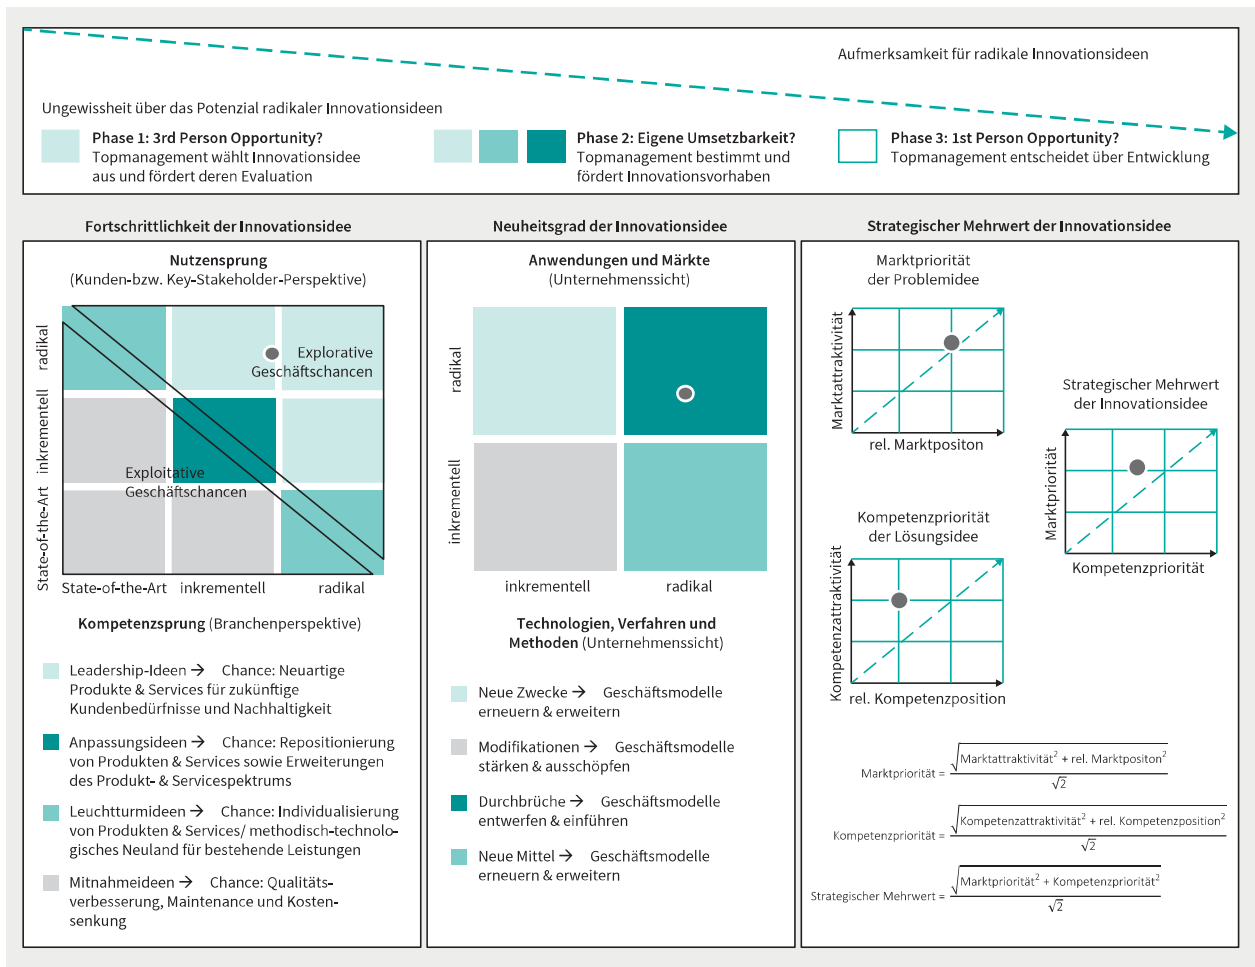 Aufmerksamkeit für radikale Innovationsideen
Ungewissheit über das Potenzial radikaler Innovationsideen
Phase 1: 3rd Person Opportunity?
Topmanagement wählt Innovationsidee
aus und fördert deren Evaluation
Phase 2: Eigene Umsetzbarkeit?
Topmanagement bestimmt und
fördert Innovationsvorhaben
Phase 3: 1st Person Opportunity?
Topmanagement entscheidet über Entwicklung
Fortschrittlichkeit der Innovationsidee
Nutzensprung
(Kunden-bzw. Key-Stakeholder-Perspektive)
radikal
inkrementell
State-of-the-Art
Explorative
Geschäftschancen
Exploitative
Geschäftschancen
State-of-the-Art
inkrementell
radikal
Kompetenzsprung (Branchenperspektive)
Leadership-Ideen → Chance: Neuartige
Produkte & Services für zukünftige
Kundenbedürfnisse und Nachhaltigkeit
Anpassungsideen → Chance: Repositionierung
von Produkten & Services sowie Erweiterungen
des Produkt- & Servicespektrums
Leuchtturmideen → Chance: Individualisierung
von Produkten & Services/ methodisch-technolo-
gisches Neuland für bestehende Leistungen
Mitnahmeideen → Chance: Qualitäts-
verbesserung, Maintenance und Kosten-
senkung
Neuheitsgrad der Innovationsidee
Anwendungen und Märkte
(Unternehmenssicht)
radikal
inkrementell
inkrementell
radikal
Technologien, Verfahren und
Methoden (Unternehmenssicht)
Neue Zwecke → Geschäftsmodelle
erneuern & erweitern
Modifikationen → Geschäftsmodelle
stärken & ausschöpfen
Durchbrüche → Geschäftsmodelle
entwerfen & einführen
Neue Mittel → Geschäftsmodelle
erneuern & erweitern
Strategischer Mehrwert der Innovationsidee
Marktpriorität
der Problemidee
Marktattraktivität
rel. Marktpositon
Kompetenzpriorität
der Lösungsidee
Kompetenzattraktivität
rel. Kompetenzposition
Strategischer Mehrwert
der Innovationsidee
Marktpriorität
Kompetenzpriorität
Marktpriorität = √(Marktattraktivität² + rel. Marktpositon²) / √2
Kompetenzpriorität = √(Kompetenzattraktivität² + rel. Kompetenzposition²) / √2
Strategischer Mehrwert = √(Marktpriorität² + Kompetenzpriorität²) / √2